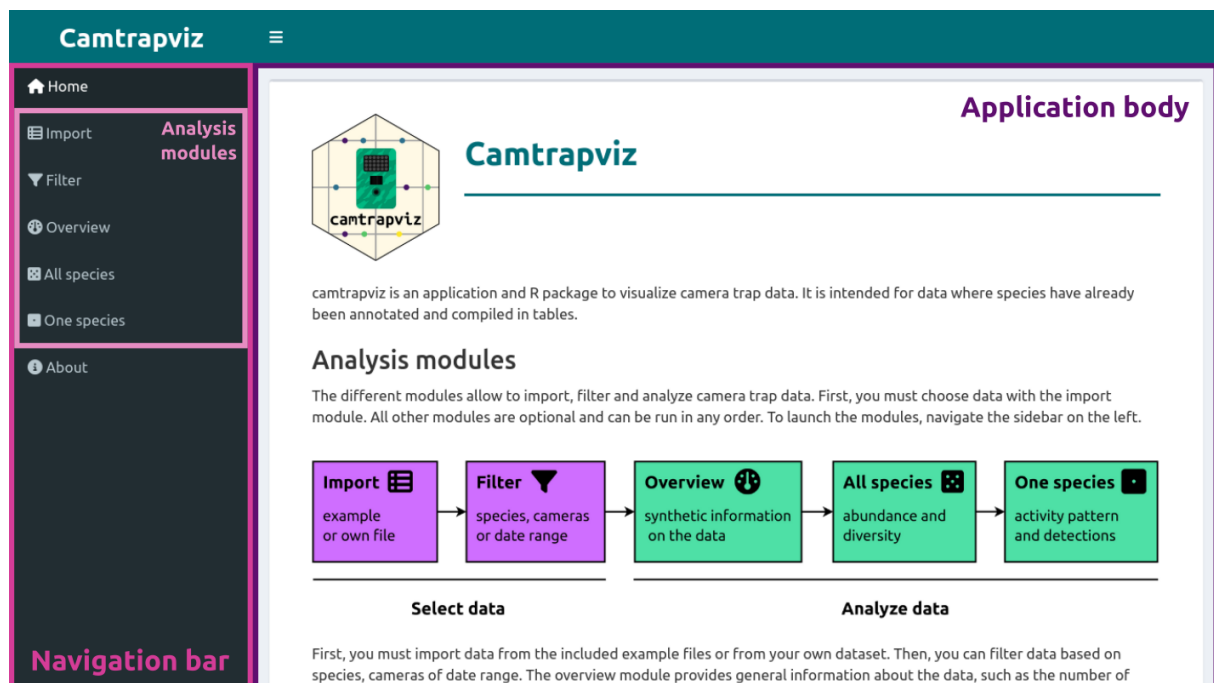 Camtrapviz
Home
Import
Analysis
modules
Filter
Overview
All species
One species
About
Navigation bar
Application body
camtrapviz
Camtrapviz
camtrapviz is an application and R package to visualize camera trap data. It is intended for data where species have already
been annotated and compiled in tables.
Analysis modules
The different modules allow to import, filter and analyze camera trap data. First, you must choose data with the import
module. All other modules are optional and can be run in any order. To launch the modules, navigate the sidebar on the left.
Import
example
or own file
Filter
species, cameras
or date range
Overview
synthetic information
on the data
All species
abundance and
diversity
One species
activity pattern
and detections
Select data
Analyze data
First, you must import data from the included example files or from your own dataset. Then, you can filter data based on
species, cameras of date range. The overview module provides general information about the data, such as the number of